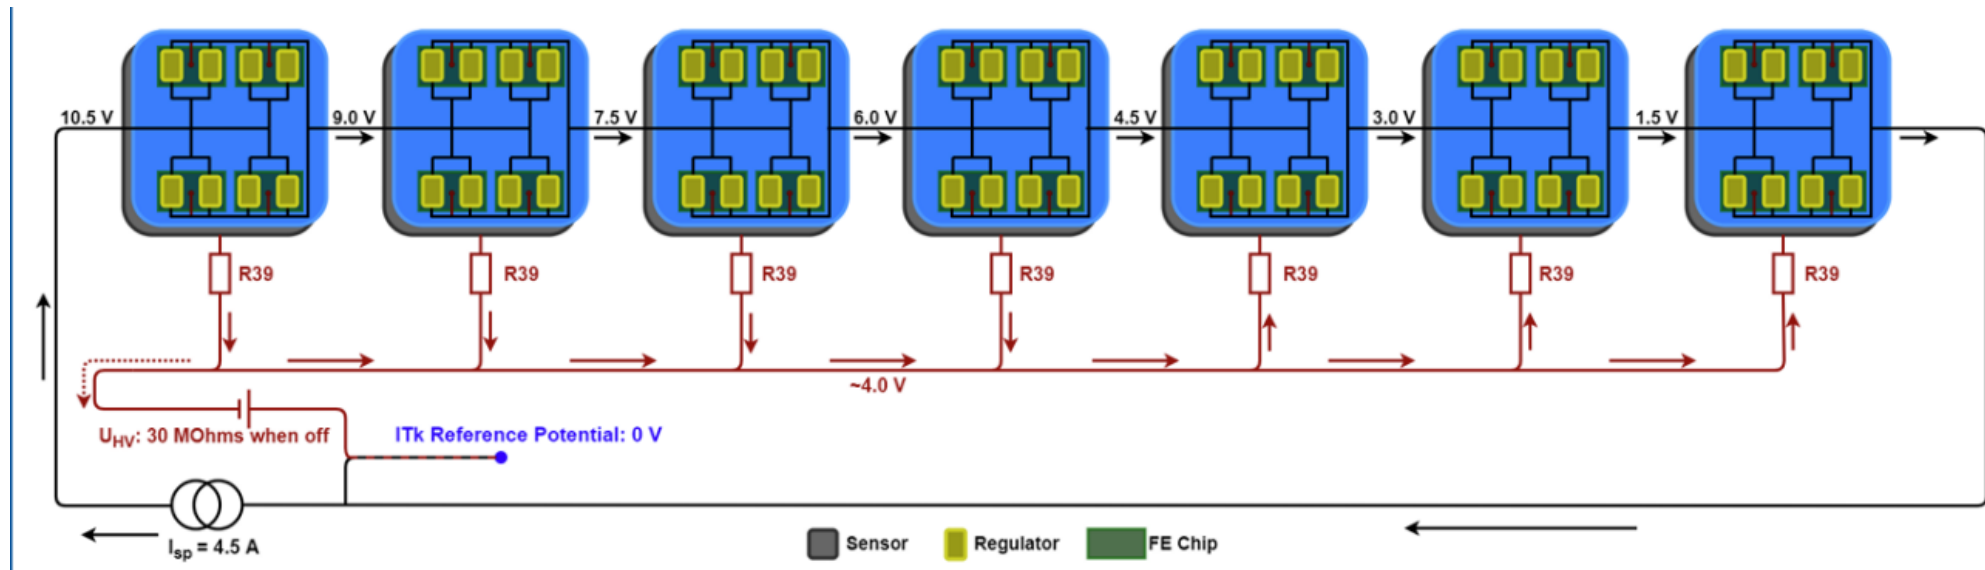 10.5 V
9.0 V
7.5 V
6.0 V
4.5 V
3.0 V
1.5 V
R39
R39
R39
R39
R39
R39
R39
~4.0 V
UHV: 30 MOhms when off
ITk Reference Potential: 0 V
Isp = 4.5 A
Sensor
Regulator
FE Chip